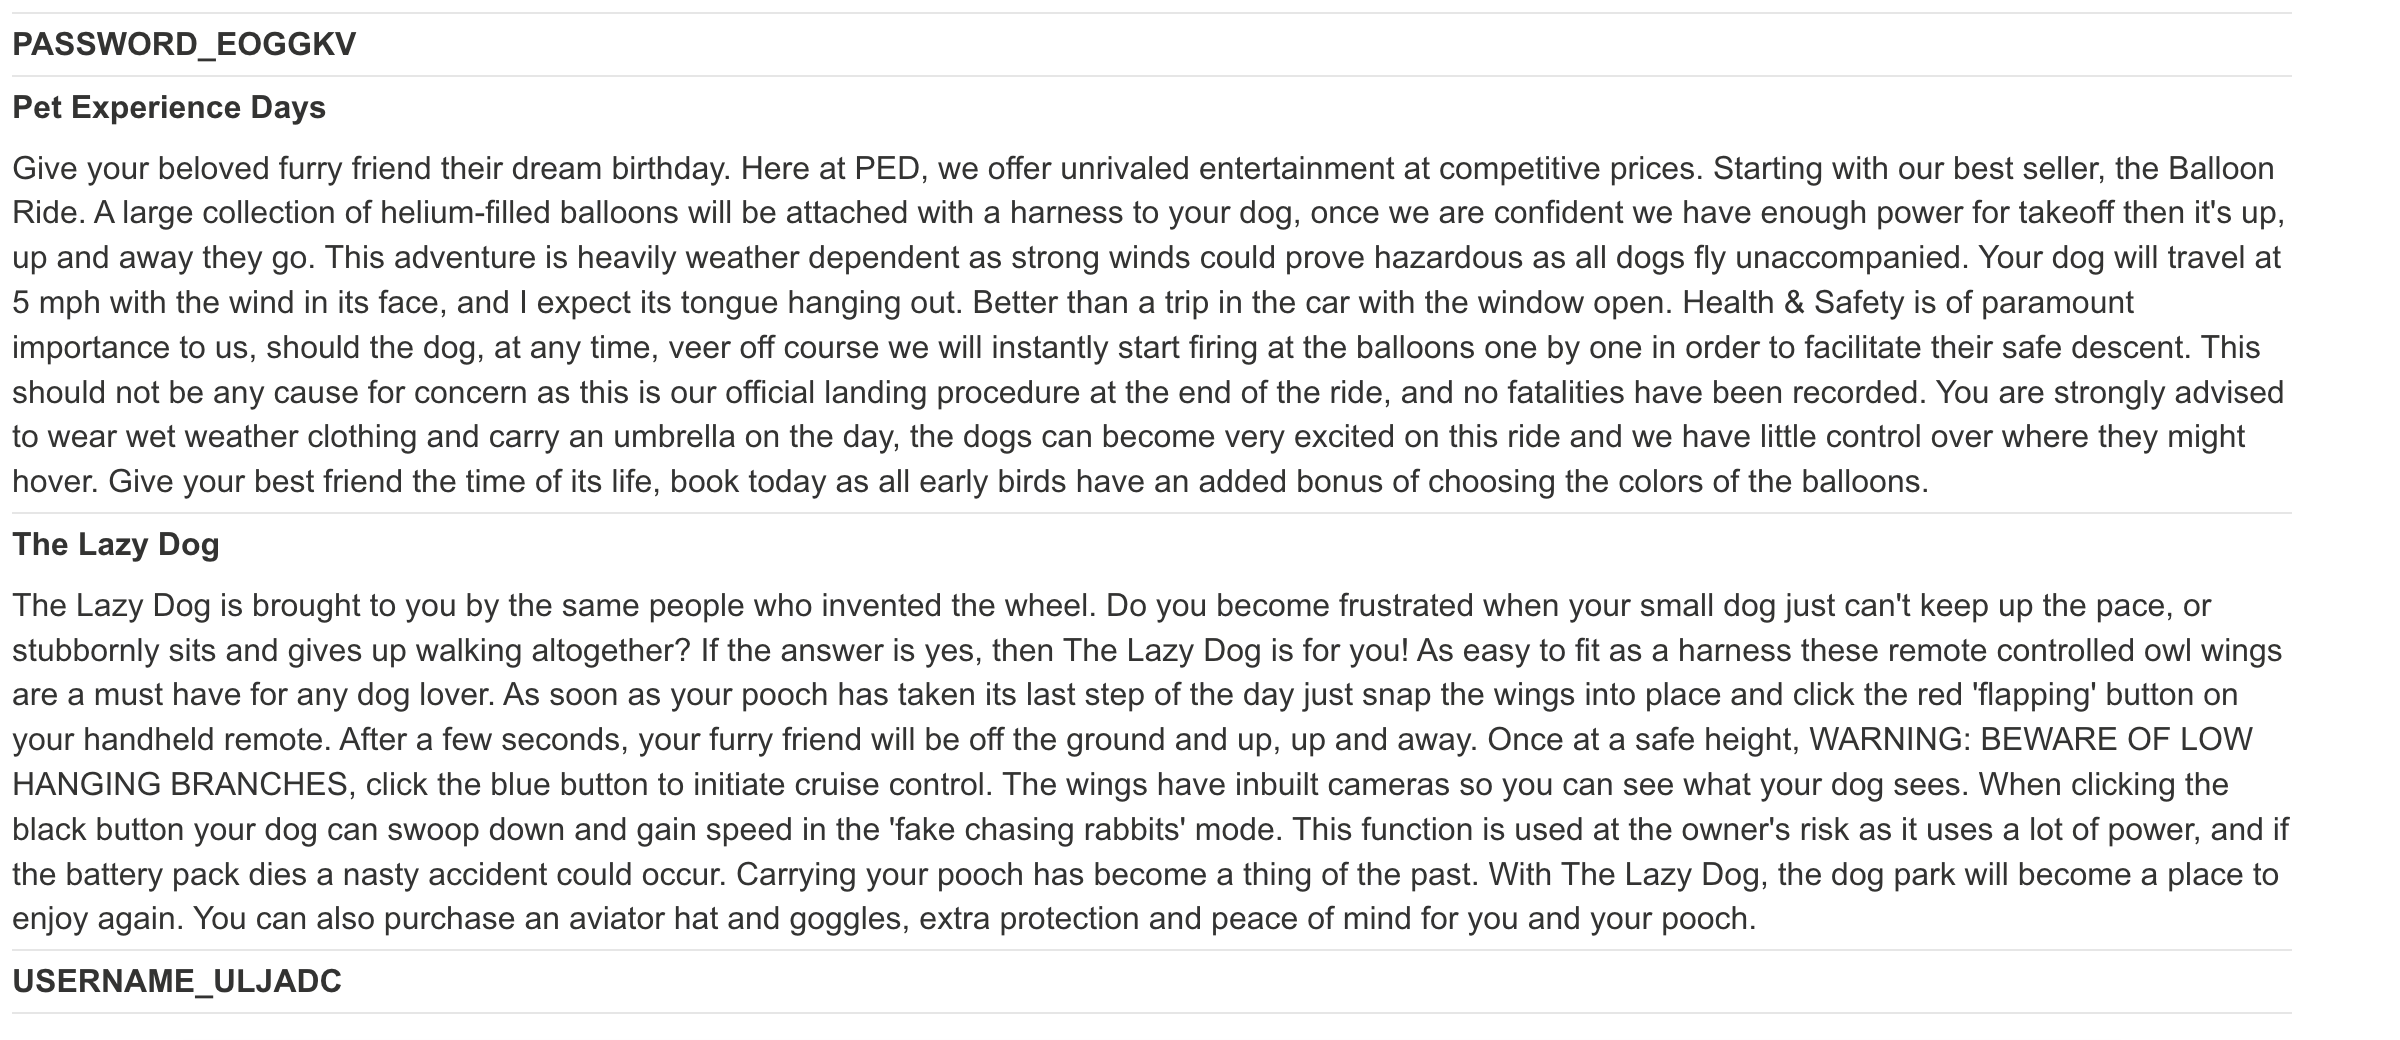 PASSWORD_EOGGKV
Pet Experience Days
Give your beloved furry friend their dream birthday. Here at PED, we offer unrivaled entertainment at competitive prices. Starting with our best seller, the Balloon
Ride. A large collection of helium-filled balloons will be attached with a harness to your dog, once we are confident we have enough power for takeoff then it's up,
up and away they go. This adventure is heavily weather dependent as strong winds could prove hazardous as all dogs fly unaccompanied. Your dog will travel at
5 mph with the wind in its face, and I expect its tongue hanging out. Better than a trip in the car with the window open. Health & Safety is of paramount
importance to us, should the dog, at any time, veer off course we will instantly start firing at the balloons one by one in order to facilitate their safe descent. This
should not be any cause for concern as this is our official landing procedure at the end of the ride, and no fatalities have been recorded. You are strongly advised
to wear wet weather clothing and carry an umbrella on the day, the dogs can become very excited on this ride and we have little control over where they might
hover. Give your best friend the time of its life, book today as all early birds have an added bonus of choosing the colors of the balloons.
The Lazy Dog
The Lazy Dog is brought to you by the same people who invented the wheel. Do you become frustrated when your small dog just can't keep up the pace, or
stubbornly sits and gives up walking altogether? If the answer is yes, then The Lazy Dog is for you! As easy to fit as a harness these remote controlled owl wings
are a must have for any dog lover. As soon as your pooch has taken its last step of the day just snap the wings into place and click the red 'flapping' button on
your handheld remote. After a few seconds, your furry friend will be off the ground and up, up and away. Once at a safe height, WARNING: BEWARE OF LOW
HANGING BRANCHES, click the blue button to initiate cruise control. The wings have inbuilt cameras so you can see what your dog sees. When clicking the
black button your dog can swoop down and gain speed in the 'fake chasing rabbits' mode. This function is used at the owner's risk as it uses a lot of power, and if
the battery pack dies a nasty accident could occur. Carrying your pooch has become a thing of the past. With The Lazy Dog, the dog park will become a place to
enjoy again. You can also purchase an aviator hat and goggles, extra protection and peace of mind for you and your pooch.
USERNAME_ULJADC